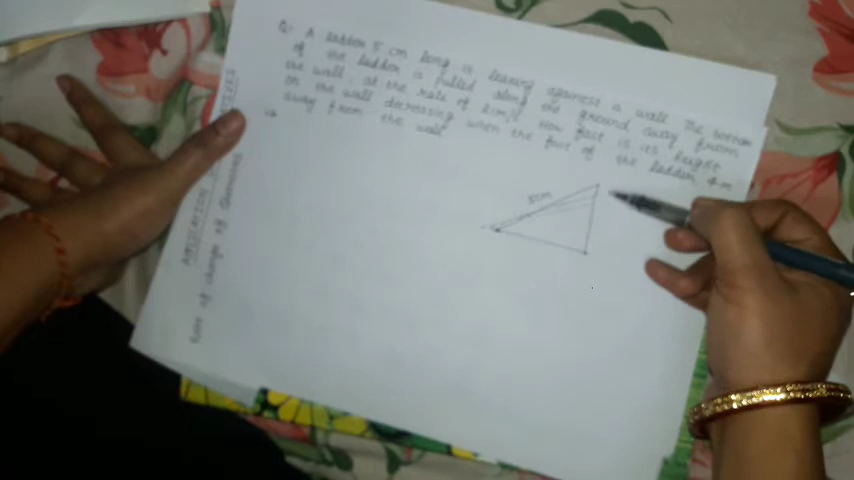 Q: A ladder 5 cm long is leaning against a wall. The bottom
of the ladder is pulled along the ground away from
the wall. at the rate of 2cm/s How fast is its height
on the wall decreasing when the foot of the ladder 4 m
away from the wall
⇒
5cm
APPLICATION DERIVATIVES
Rate of change of Quantities